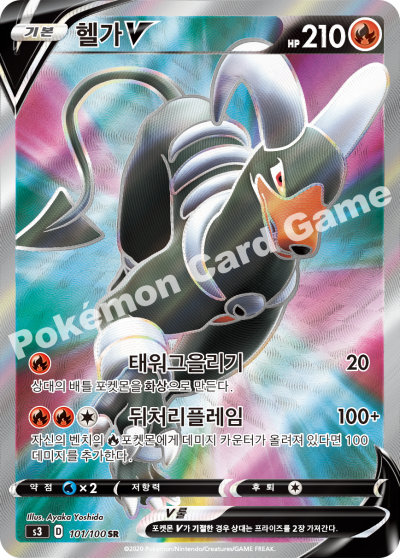 기본 헬가V HP210
Pokémon Card Game
태워그을리기 20
상대의 배틀 포켓몬을 화상으로 만든다.
뒤처리플레임 100+
자신의 벤치의 포켓몬에게 데미지 카운터가 올려져 있다면 100
데미지를 추가한다.
약점 ×2 저항력 후퇴
V룰
포켓몬V가 기절한 경우 상대는 프라이즈를 2장 가져간다.
Illus. Ayaka Yoshida
s3 D 101/100 SR
©2020 Pokémon/Nintendo/Creatures/GAME FREAK.